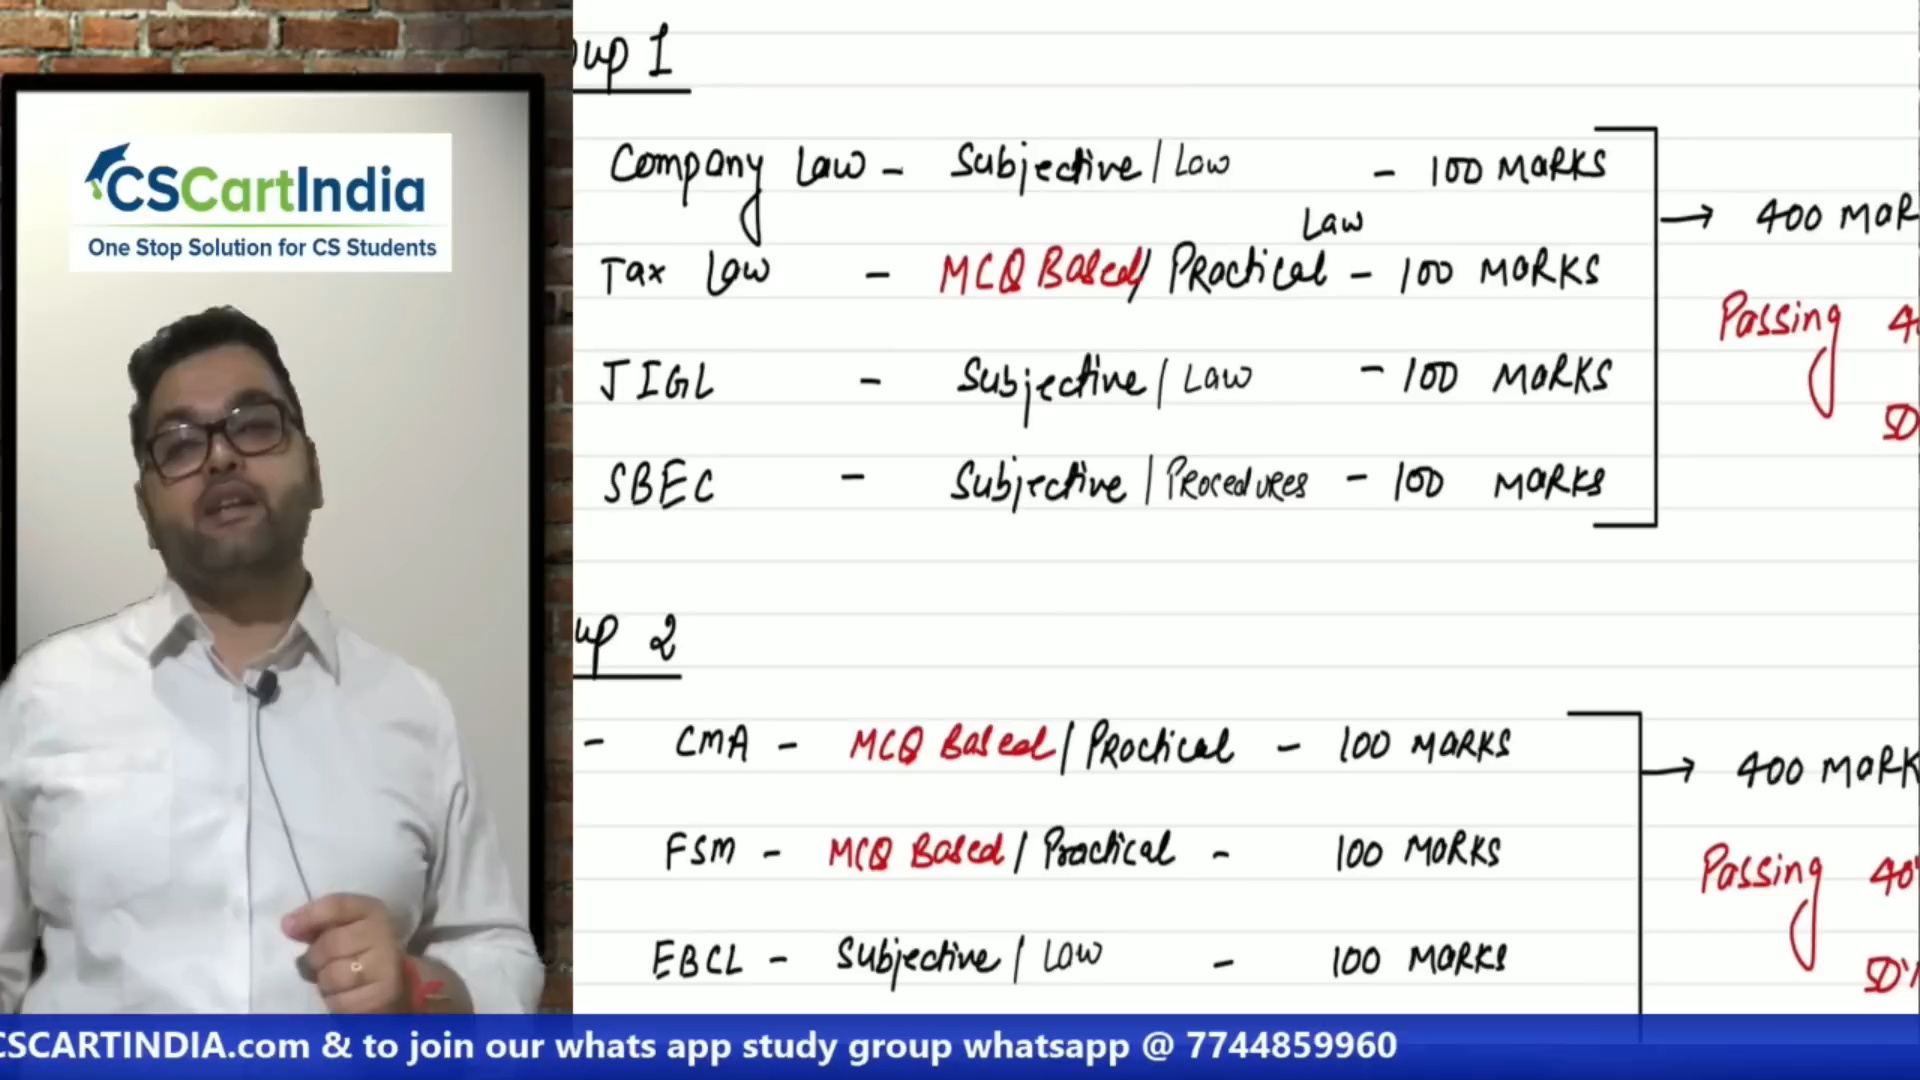 CSCartIndia
One Stop Solution for CS Students
oup 1
Company Law - Subjective / Law - 100 MARKS
Law
Tax Law - MCQ Based / Practical - 100 MARKS
JIGL - Subjective / Law - 100 MARKS
SBEC - Subjective / Procedures - 100 MARKS
→ 400 MAR
Passing 4
up 2
- CMA - MCQ Based / Practical - 100 MARKS
FSM - MCQ Based / Practical - 100 MARKS
EBCL - Subjective / Law - 100 MARKS
→ 400 MARK
Passing 40
CSCARTINDIA.com & to join our whats app study group whatsapp @ 7744859960